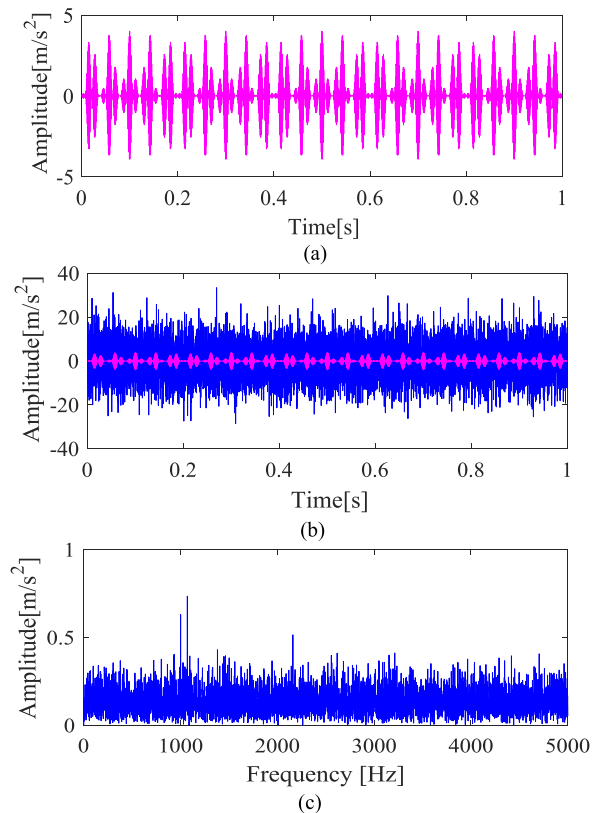 Amplitude[m/s²]
5
0
-5
0 0.2 0.4 0.6 0.8 1
Time[s]
(a)
Amplitude[m/s²]
40
20
0
-20
-40
0 0.2 0.4 0.6 0.8 1
Time[s]
(b)
Amplitude[m/s²]
1
0.5
0
0 1000 2000 3000 4000 5000
Frequency [Hz]
(c)